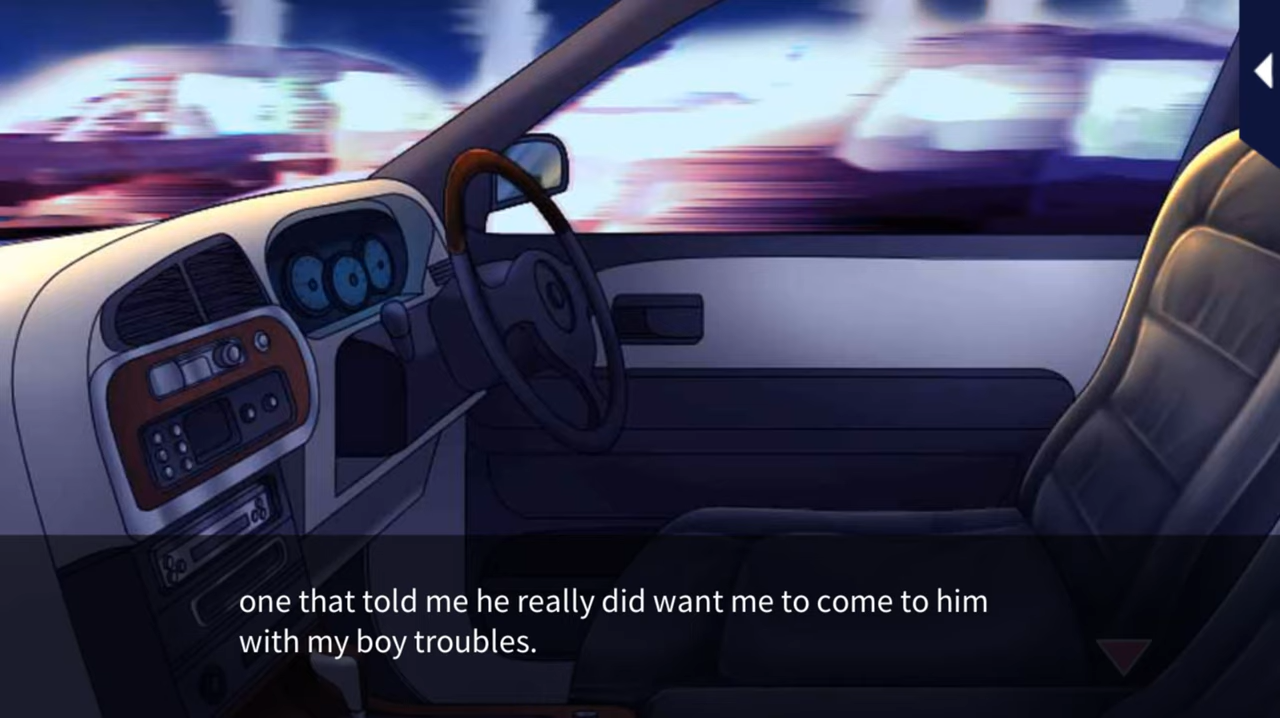 one that told me he really did want me to come to him
with my boy troubles.